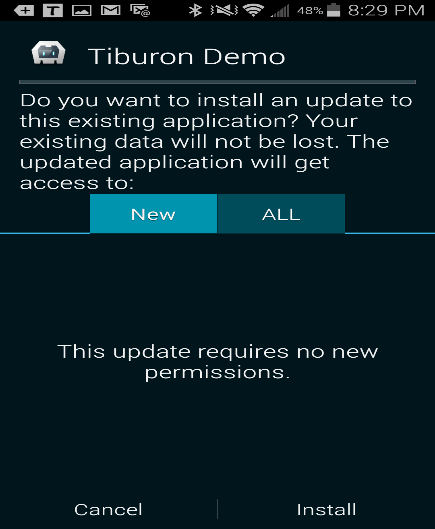 48% 8:29 PM
Tiburon Demo
Do you want to install an update to
this existing application? Your
existing data will not be lost. The
updated application will get
access to:
New ALL
This update requires no new
permissions.
Cancel Install